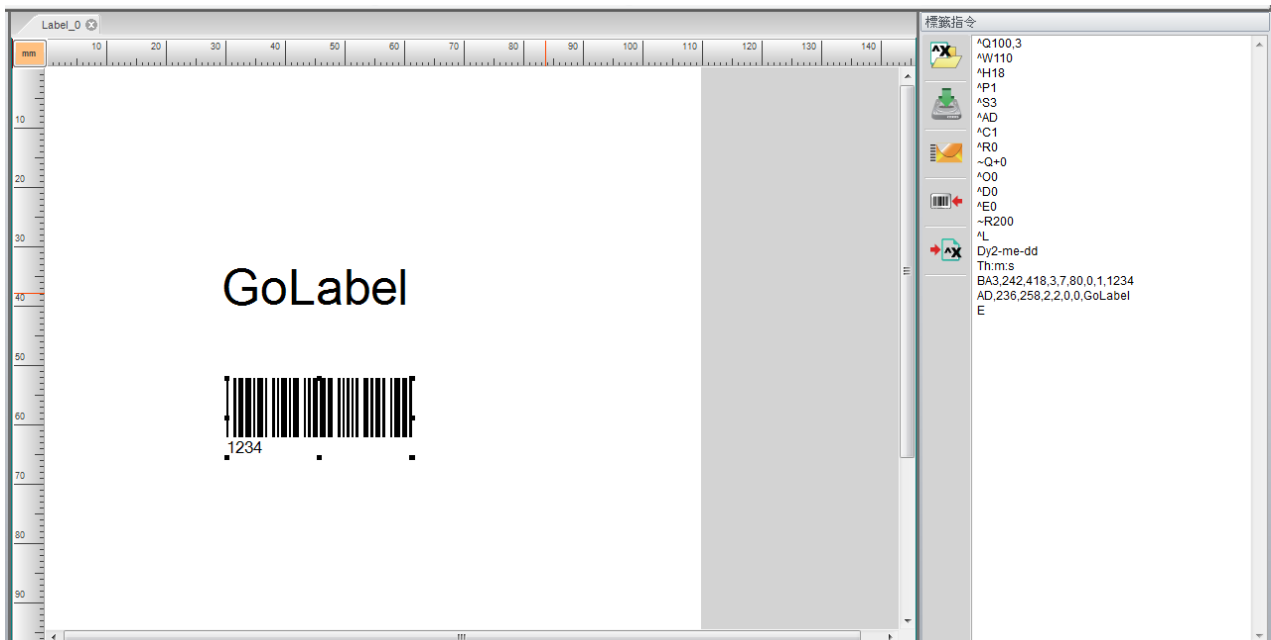 Label_0
標籤指令
mm
10 20 30 40 50 60 70 80 90 100 110 120 130 140
10
20
30
40
50
60
70
80
90
GoLabel
1234
^Q100,3
^W110
^H18
^P1
^S3
^AD
^C1
^R0
~Q+0
^O0
^D0
^E0
~R200
^L
Dy2-me-dd
Th:m:s
BA3,242,418,3,7,80,0,1,1234
AD,236,258,2,2,0,0,GoLabel
E